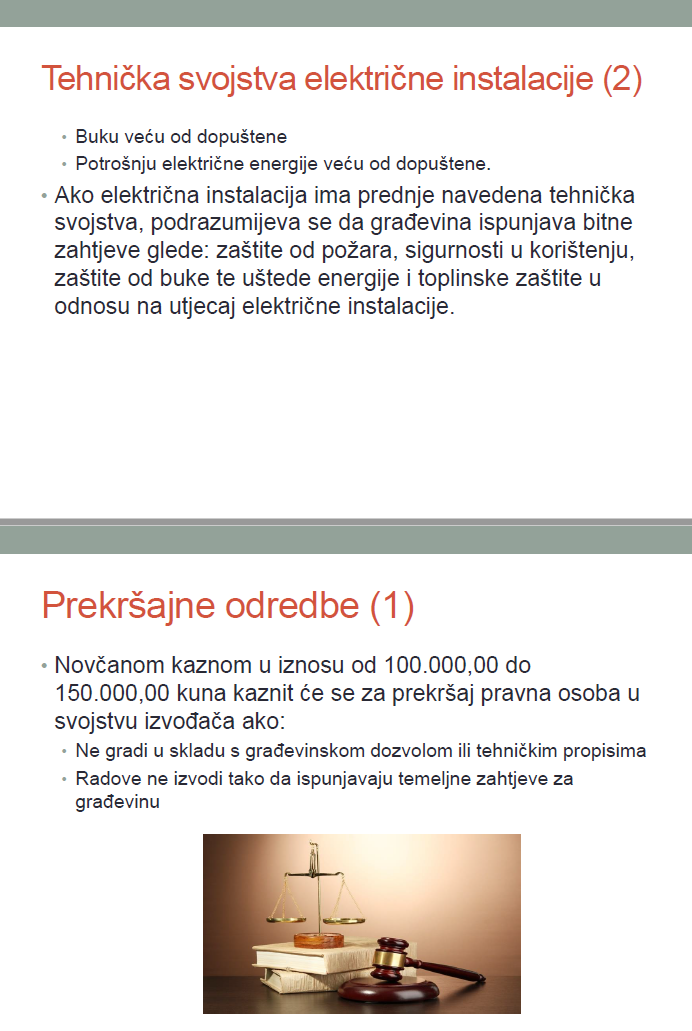 Tehnička svojstva električne instalacije (2)
• Buku veću od dopuštene
• Potrošnju električne energije veću od dopuštene.
• Ako električna instalacija ima prednje navedena tehnička
svojstva, podrazumijeva se da građevina ispunjava bitne
zahtjeve glede: zaštite od požara, sigurnosti u korištenju,
zaštite od buke te uštede energije i toplinske zaštite u
odnosu na utjecaj električne instalacije.
Prekršajne odredbe (1)
• Novčanom kaznom u iznosu od 100.000,00 do
150.000,00 kuna kaznit će se za prekršaj pravna osoba u
svojstvu izvođača ako:
• Ne gradi u skladu s građevinskom dozvolom ili tehničkim propisima
• Radove ne izvodi tako da ispunjavaju temeljne zahtjeve za
građevinu